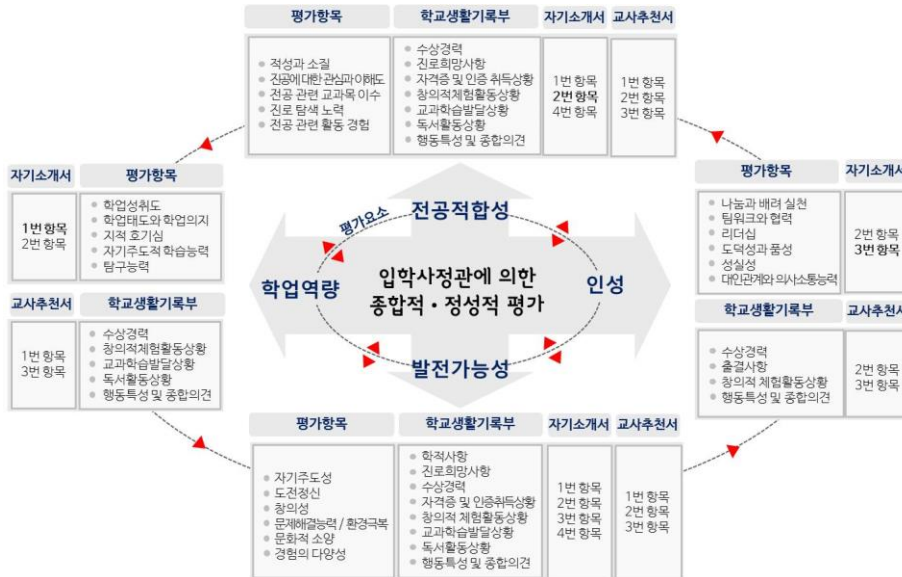 평가항목
학교생활기록부
자기소개서
교사추천서
적성과 소질
진공에 대한 관심과 이해도
전공 관련 교과목 이수
진로 탐색 노력
전공 관련 활동 경험
수상경력
진로희망사항
자격증 및 인증 취득상황
창의적체험활동상황
교과학습발달상황
독서활동상황
행동특성 및 종합의견
1번 항목
2번 항목
4번 항목
1번 항목
2번 항목
3번 항목
자기소개서
평가항목
1번 항목
2번 항목
학업성취도
학업태도와 학업의지
지적 호기심
자기주도적 학습능력
탐구능력
교사추천서
학교생활기록부
1번 항목
3번 항목
수상경력
창의적체험활동상황
교과학습발달상황
독서활동상황
행동특성 및 종합의견
평가요소
전공적합성
학업역량
입학사정관에 의한
종합적·정성적 평가
인성
발전가능성
평가항목
자기소개서
나눔과 배려 실천
팀워크와 협력
리더십
도덕성과 품성
성실성
대인관계와 의사소통능력
2번 항목
3번 항목
학교생활기록부
교사추천서
수상경력
출결사항
창의적 체험활동상황
행동특성 및 종합의견
2번 항목
3번 항목
평가항목
학교생활기록부
자기소개서
교사추천서
자기주도성
도전정신
창의성
문제해결능력 / 환경극복
문화적 소양
경험의 다양성
학적사항
진로희망사항
수상경력
자격증 및 인증취득상황
창의적 체험활동상황
교과학습발달상황
독서활동상황
행동특성 및 종합의견
1번 항목
2번 항목
3번 항목
4번 항목
1번 항목
2번 항목
3번 항목